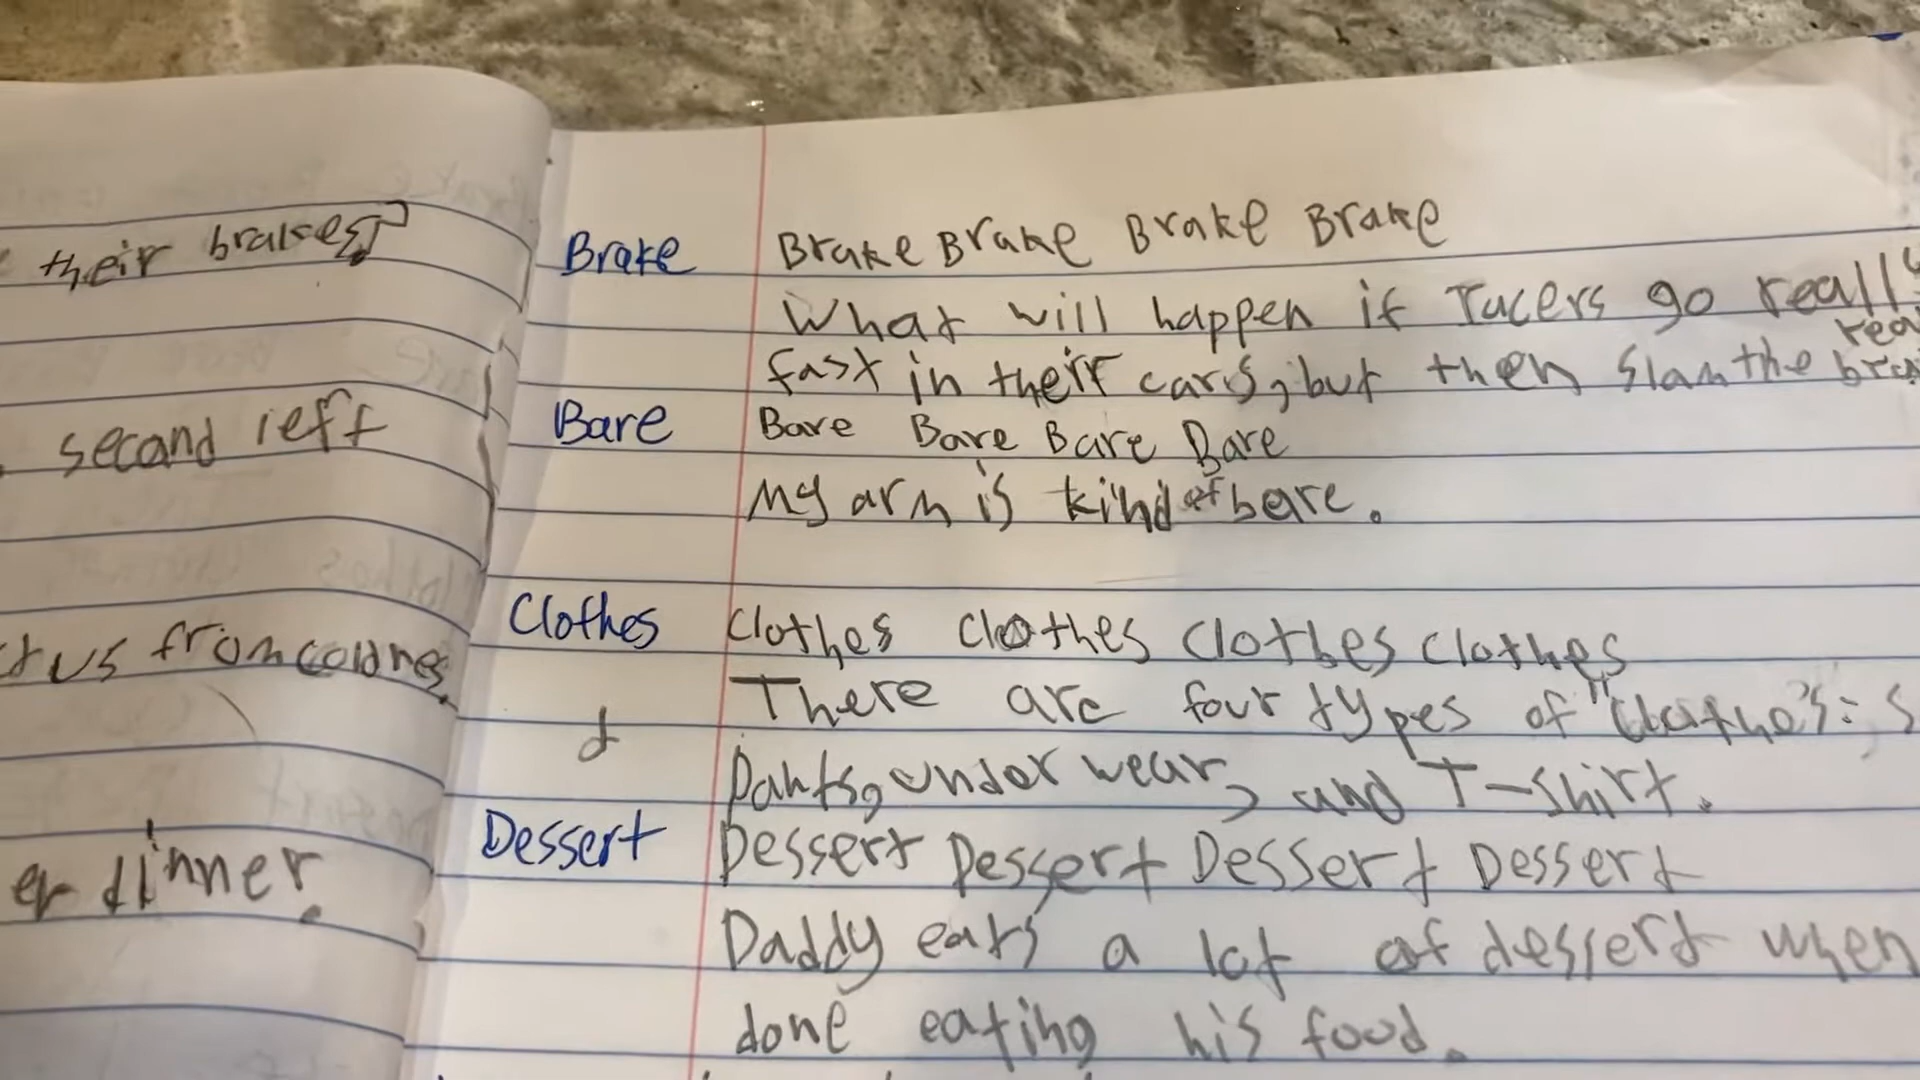 their brakes?
second left
us from coldnes.
er dinner.
Brake Brake Brake Brake Brake
What will happen if racers go really
fast in their cars, but then slam the
Bare Bare Bare Bare Bare
My arm is kind of bare.
Clothes Clothes Clothes Clothes Clothes
There are four types of "Clothes": S
Pants, under wear, and T-shirt.
Dessert Dessert Dessert Dessert Dessert
Daddy eats a lot of dessert when
done eating his food.